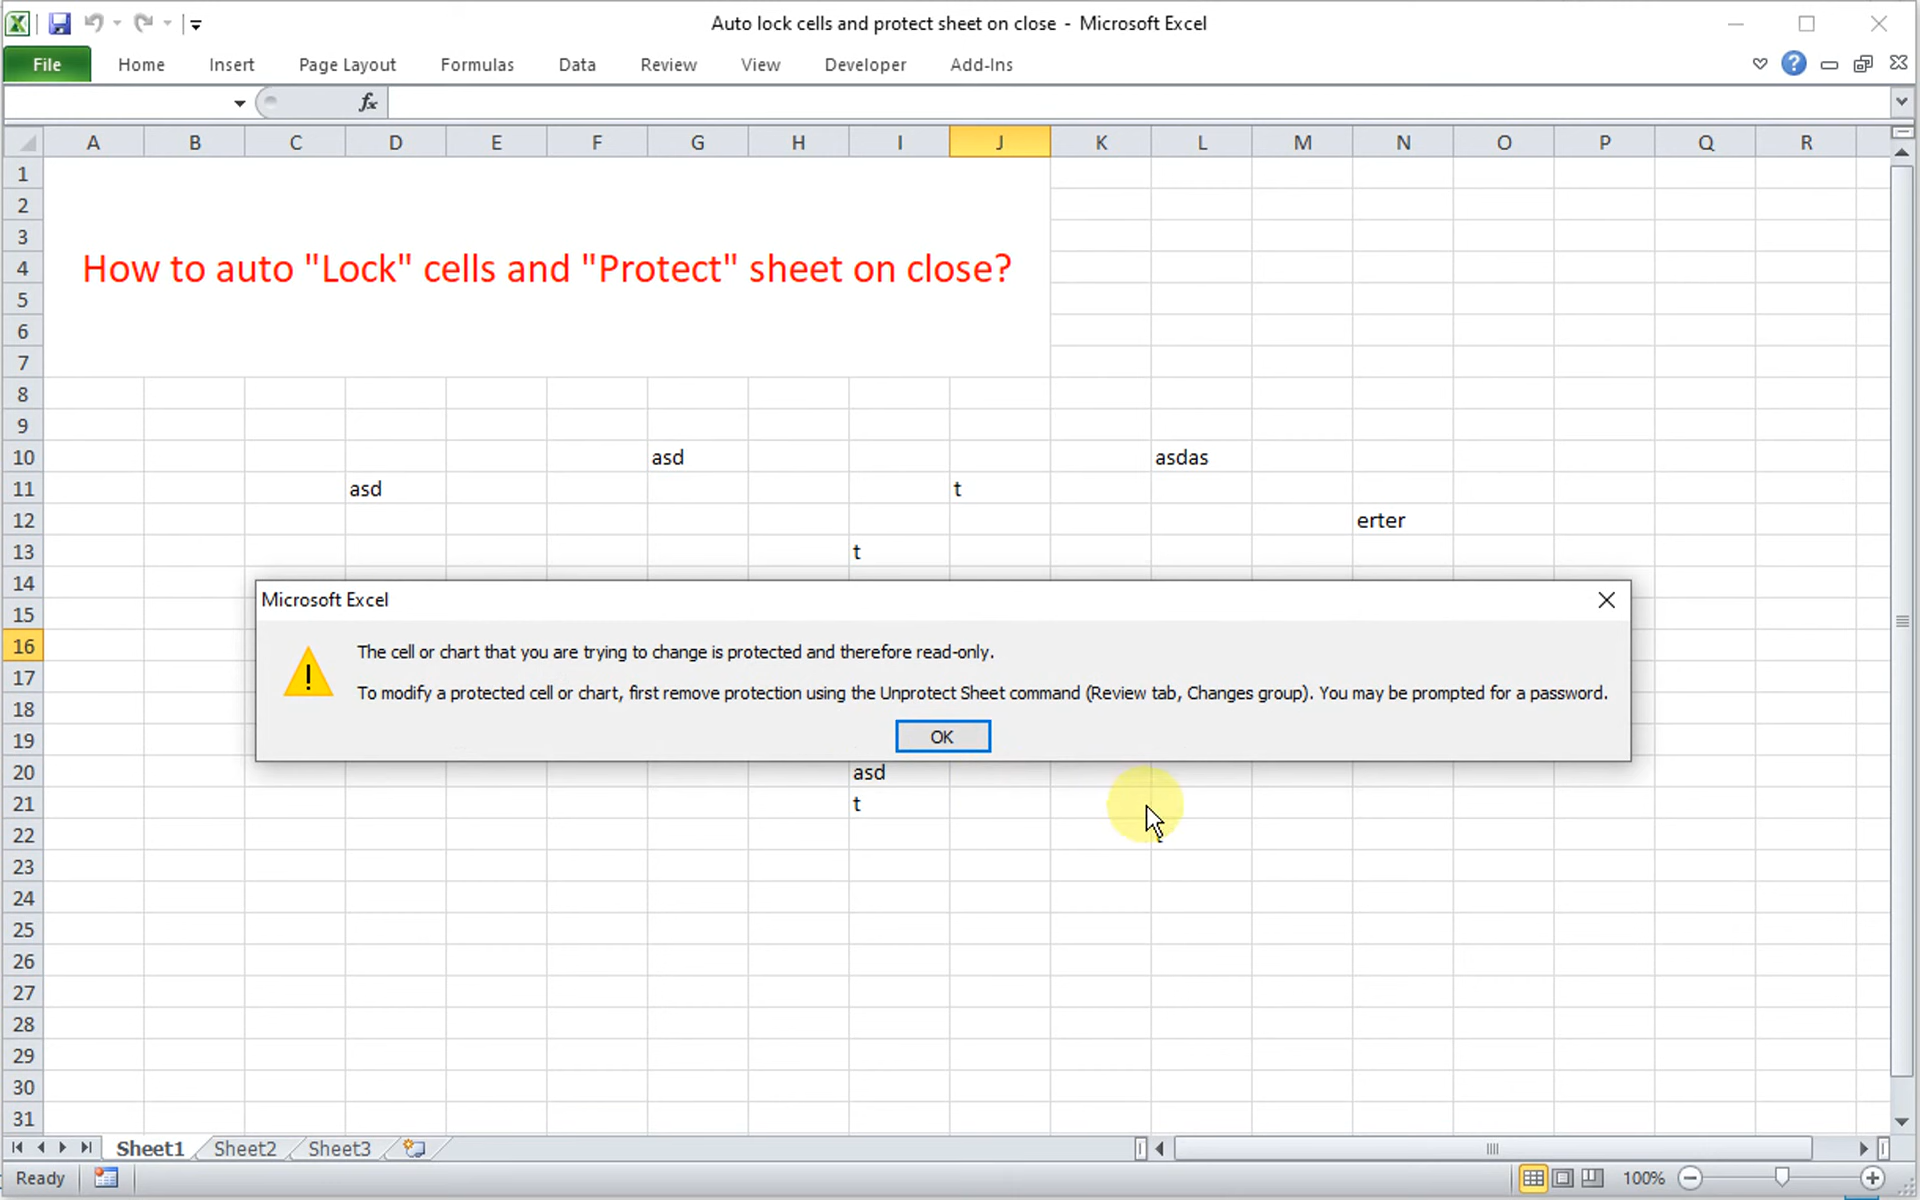 Auto lock cells and protect sheet on close - Microsoft Excel
File Home Insert Page Layout Formulas Data Review View Developer Add-Ins
fx
A B C D E F G H I J K L M N O P Q R
1
2
3
4 How to auto "Lock" cells and "Protect" sheet on close?
5
6
7
8
9
10 asd asdas
11 asd t
12 erter
13 t
14
15
16
17
18
19
20 asd
21 t
22
23
24
25
26
27
28
29
30
31
Microsoft Excel
The cell or chart that you are trying to change is protected and therefore read-only.
To modify a protected cell or chart, first remove protection using the Unprotect Sheet command (Review tab, Changes group). You may be prompted for a password.
OK
Sheet1 Sheet2 Sheet3
Ready 100%